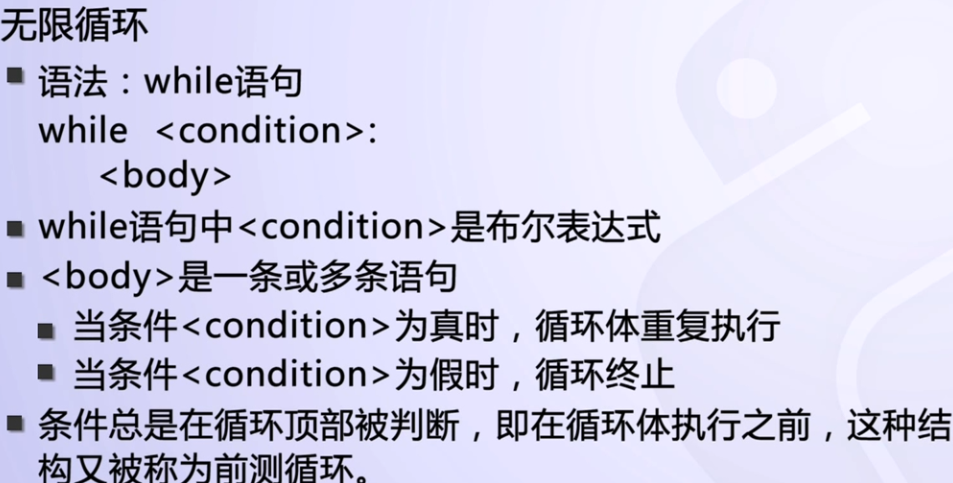 无限循环
■ 语法：while语句
while <condition>:
<body>
■ while语句中<condition>是布尔表达式
■ <body>是一条或多条语句
■ 当条件<condition>为真时，循环体重复执行
■ 当条件<condition>为假时，循环终止
■ 条件总是在循环顶部被判断，即在循环体执行之前，这种结
构又被称为前测循环。